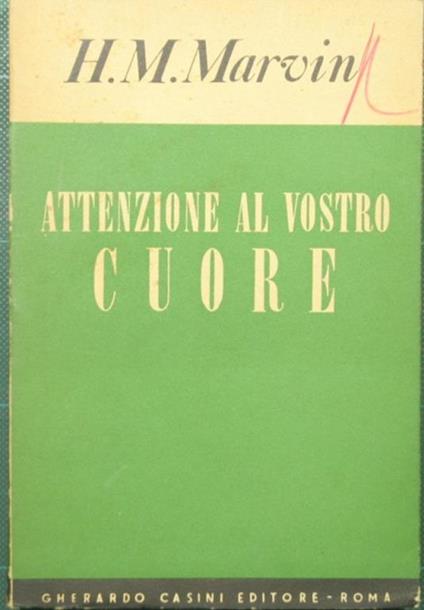 H. M. Marvin
ATTENZIONE AL VOSTRO
CUORE
GHERARDO CASINI EDITORE - ROMA